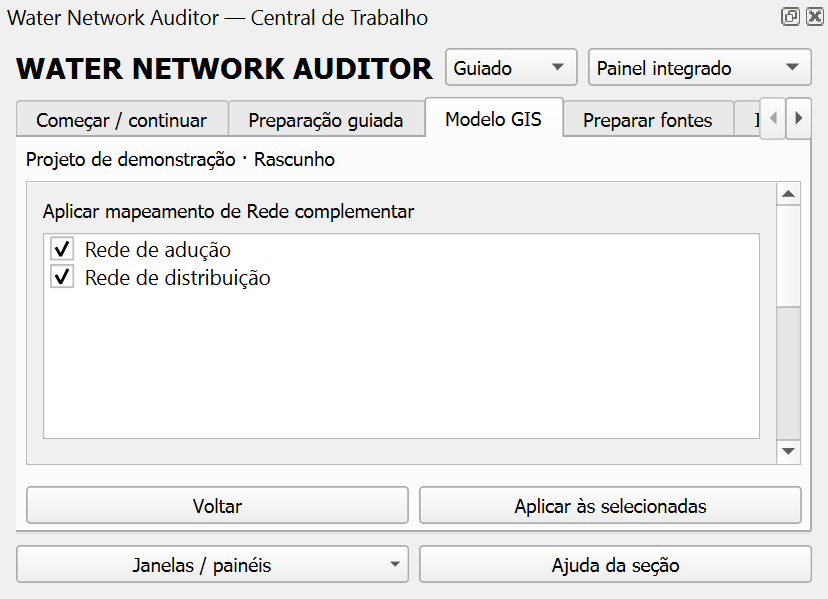 Water Network Auditor — Central de Trabalho
WATER NETWORK AUDITOR
Guiado
Painel integrado
Começar / continuar
Preparação guiada
Modelo GIS
Preparar fontes
Projeto de demonstração · Rascunho
Aplicar mapeamento de Rede complementar
Rede de adução
Rede de distribuição
Voltar
Aplicar às selecionadas
Janelas / painéis
Ajuda da seção